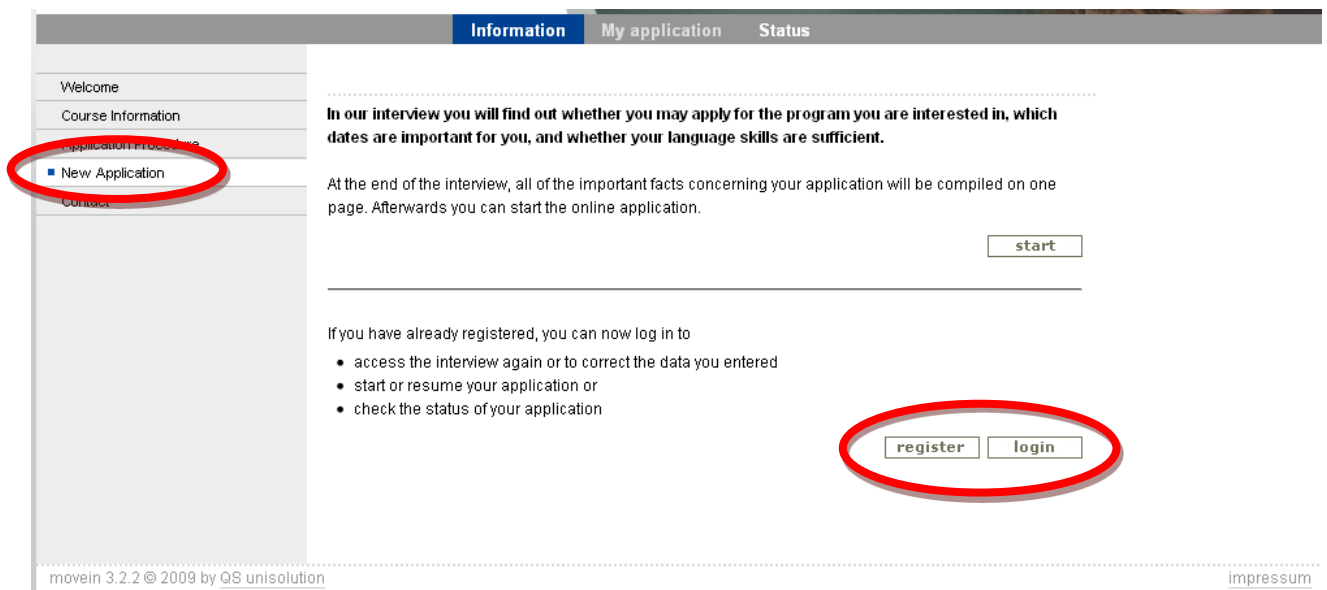 Information My application Status
Welcome
Course Information
Application Procedure
New Application
Contact
In our interview you will find out whether you may apply for the program you are interested in, which
dates are important for you, and whether your language skills are sufficient.
At the end of the interview, all of the important facts concerning your application will be compiled on one
page. Afterwards you can start the online application.
start
If you have already registered, you can now log in to
• access the interview again or to correct the data you entered
• start or resume your application or
• check the status of your application
register login
movein 3.2.2 © 2009 by QS unisolution impressum